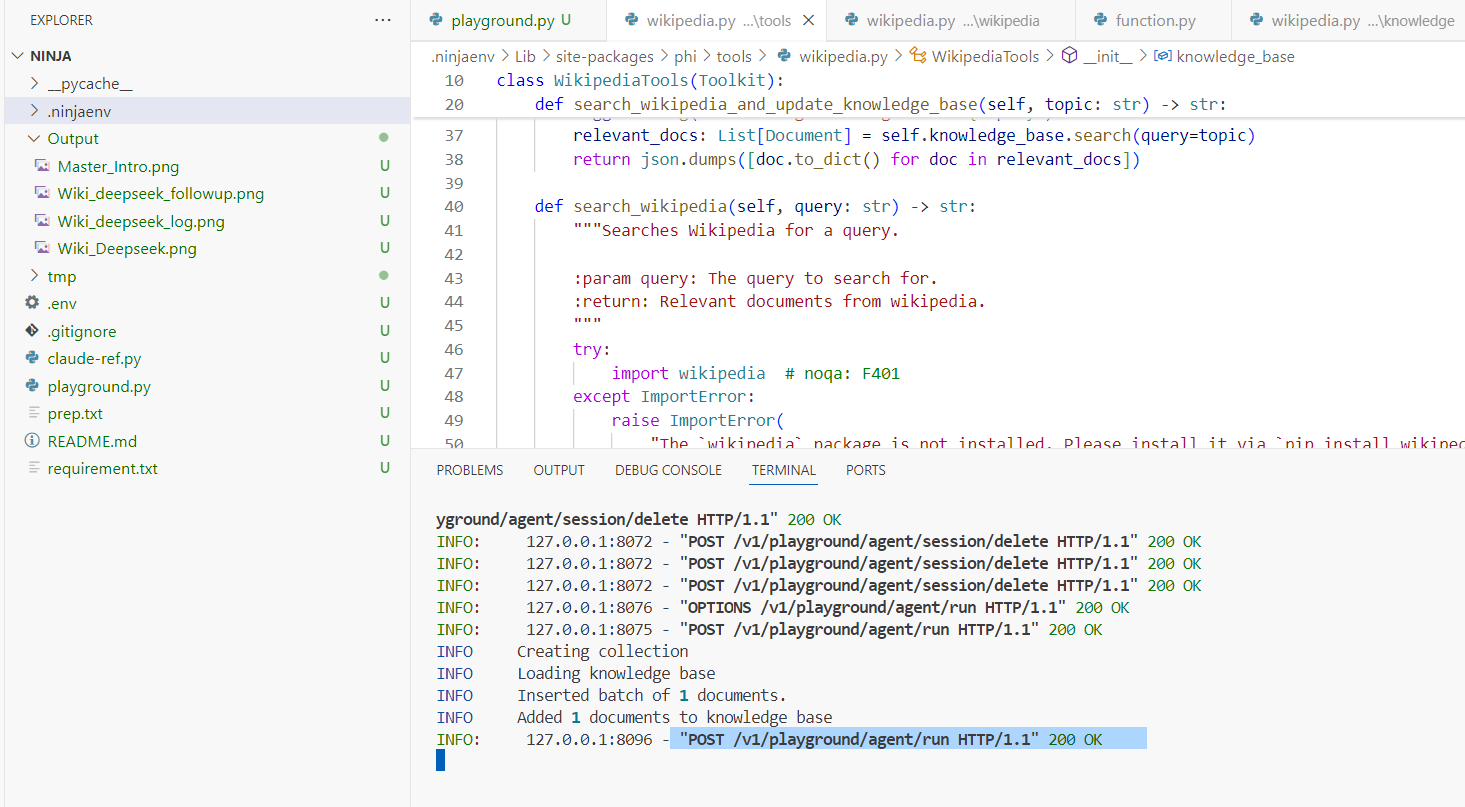 EXPLORER
···
NINJA
__pycache__
.ninjaenv
Output
Master_Intro.png U
Wiki_deepseek_followup.png U
Wiki_deepseek_log.png U
Wiki_Deepseek.png U
tmp
.env U
.gitignore U
claude-ref.py U
playground.py U
prep.txt U
README.md U
requirement.txt U
playground.py U
wikipedia.py ...\tools
wikipedia.py ...\wikipedia
function.py
wikipedia.py ...\knowledge
.ninjaenv > Lib > site-packages > phi > tools > wikipedia.py > WikipediaTools > __init__ > knowledge_base
10 class WikipediaTools(Toolkit):
20 def search_wikipedia_and_update_knowledge_base(self, topic: str) -> str:
37 relevant_docs: List[Document] = self.knowledge_base.search(query=topic)
38 return json.dumps([doc.to_dict() for doc in relevant_docs])
39
40 def search_wikipedia(self, query: str) -> str:
41 """Searches Wikipedia for a query.
42
43 :param query: The query to search for.
44 :return: Relevant documents from wikipedia.
45 """
46 try:
47 import wikipedia  # noqa: F401
48 except ImportError:
49 raise ImportError(
50 "The `wikipedia` package is not installed. Please install it via `pip install
PROBLEMS
OUTPUT
DEBUG CONSOLE
TERMINAL
PORTS
yground/agent/session/delete HTTP/1.1" 200 OK
INFO: 127.0.0.1:8072 - "POST /v1/playground/agent/session/delete HTTP/1.1" 200 OK
INFO: 127.0.0.1:8072 - "POST /v1/playground/agent/session/delete HTTP/1.1" 200 OK
INFO: 127.0.0.1:8072 - "POST /v1/playground/agent/session/delete HTTP/1.1" 200 OK
INFO: 127.0.0.1:8076 - "OPTIONS /v1/playground/agent/run HTTP/1.1" 200 OK
INFO: 127.0.0.1:8075 - "POST /v1/playground/agent/run HTTP/1.1" 200 OK
INFO Creating collection
INFO Loading knowledge base
INFO Inserted batch of 1 documents.
INFO Added 1 documents to knowledge base
INFO: 127.0.0.1:8096 - "POST /v1/playground/agent/run HTTP/1.1" 200 OK